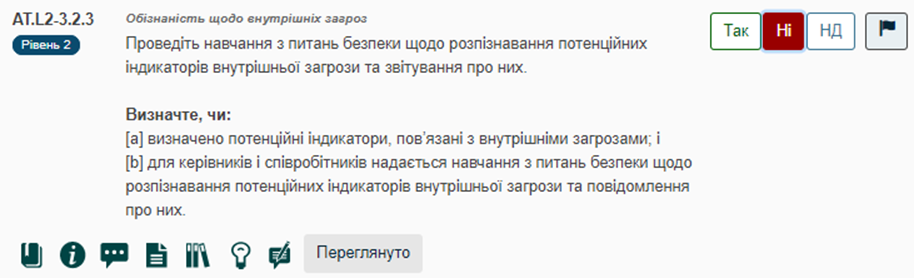 AT.L2-3.2.3
Рівень 2
Обізнаність щодо внутрішніх загроз
Проведіть навчання з питань безпеки щодо розпізнавання потенційних
індикаторів внутрішньої загрози та звітування про них.
Визначте, чи:
[a] визначено потенційні індикатори, пов'язані з внутрішніми загрозами; і
[b] для керівників і співробітників надається навчання з питань безпеки щодо
розпізнавання потенційних індикаторів внутрішньої загрози та повідомлення
про них.
Так Ні НД
Переглянуто